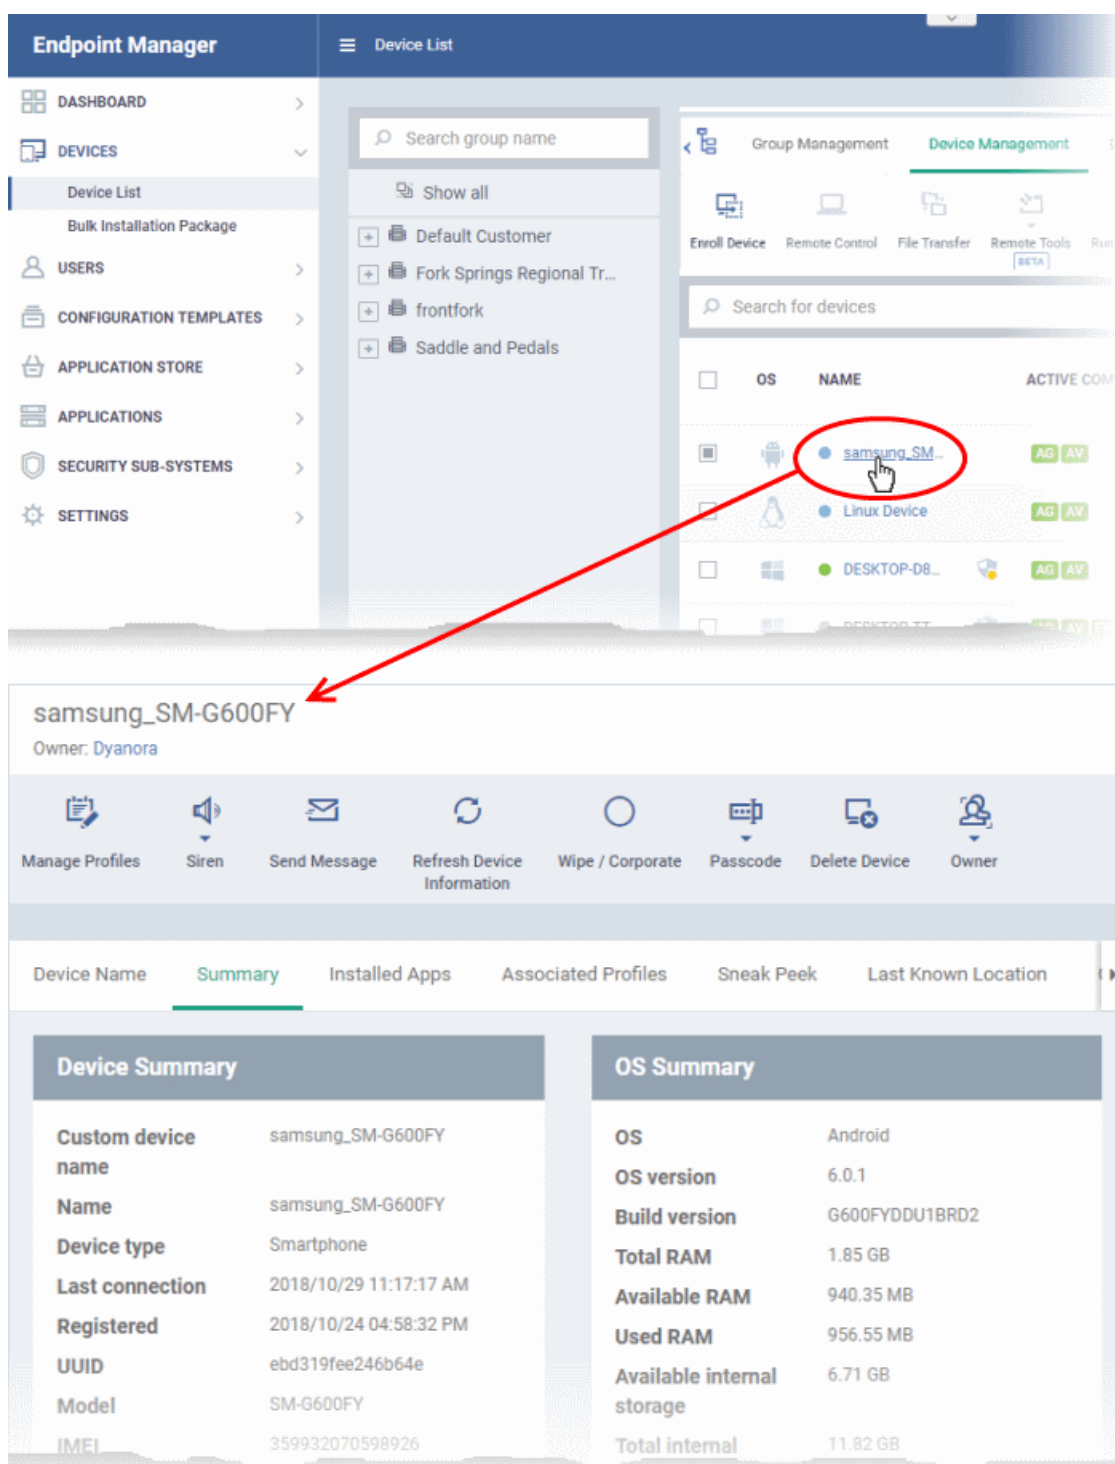 Endpoint Manager
Device List
DASHBOARD
DEVICES
Device List
Bulk Installation Package
USERS
CONFIGURATION TEMPLATES
APPLICATION STORE
APPLICATIONS
SECURITY SUB-SYSTEMS
SETTINGS
Search group name
Show all
Default Customer
Fork Springs Regional Tr...
frontfork
Saddle and Pedals
Group Management
Device Management
Enroll Device
Remote Control
File Transfer
Remote Tools
BETA
Run
Search for devices
OS
NAME
ACTIVE COM
samsung_SM...
AG AV
Linux Device
AG AV
DESKTOP-D8...
AG AV
DESKTOP-TT...
AG AV
samsung_SM-G600FY
Owner: Dyanora
Manage Profiles
Siren
Send Message
Refresh Device
Information
Wipe / Corporate
Passcode
Delete Device
Owner
Device Name
Summary
Installed Apps
Associated Profiles
Sneak Peek
Last Known Location
Device Summary
Custom device
name
samsung_SM-G600FY
Name
samsung_SM-G600FY
Device type
Smartphone
Last connection
2018/10/29 11:17:17 AM
Registered
2018/10/24 04:58:32 PM
UUID
ebd319fee246b64e
Model
SM-G600FY
IMEI
359932070598926
OS Summary
OS
Android
OS version
6.0.1
Build version
G600FYDDU1BRD2
Total RAM
1.85 GB
Available RAM
940.35 MB
Used RAM
956.55 MB
Available internal
storage
6.71 GB
Total internal
11.82 GB